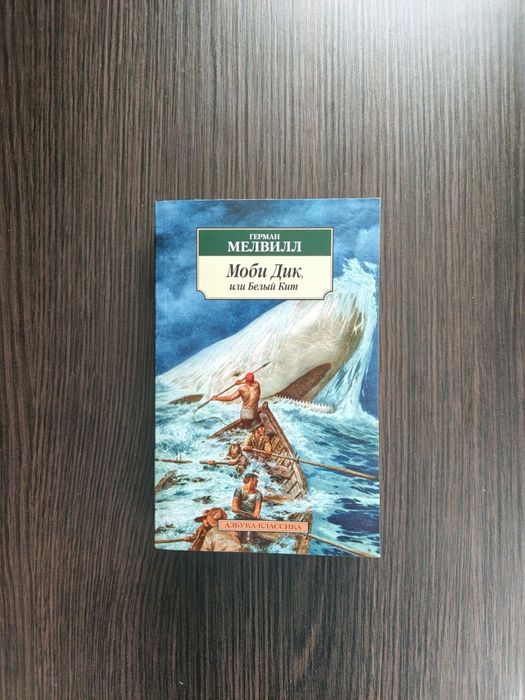 ГЕРМАН
МЕЛВИЛЛ
Моби Дик,
или Белый Кит
АЗБУКА-КЛАССИКА